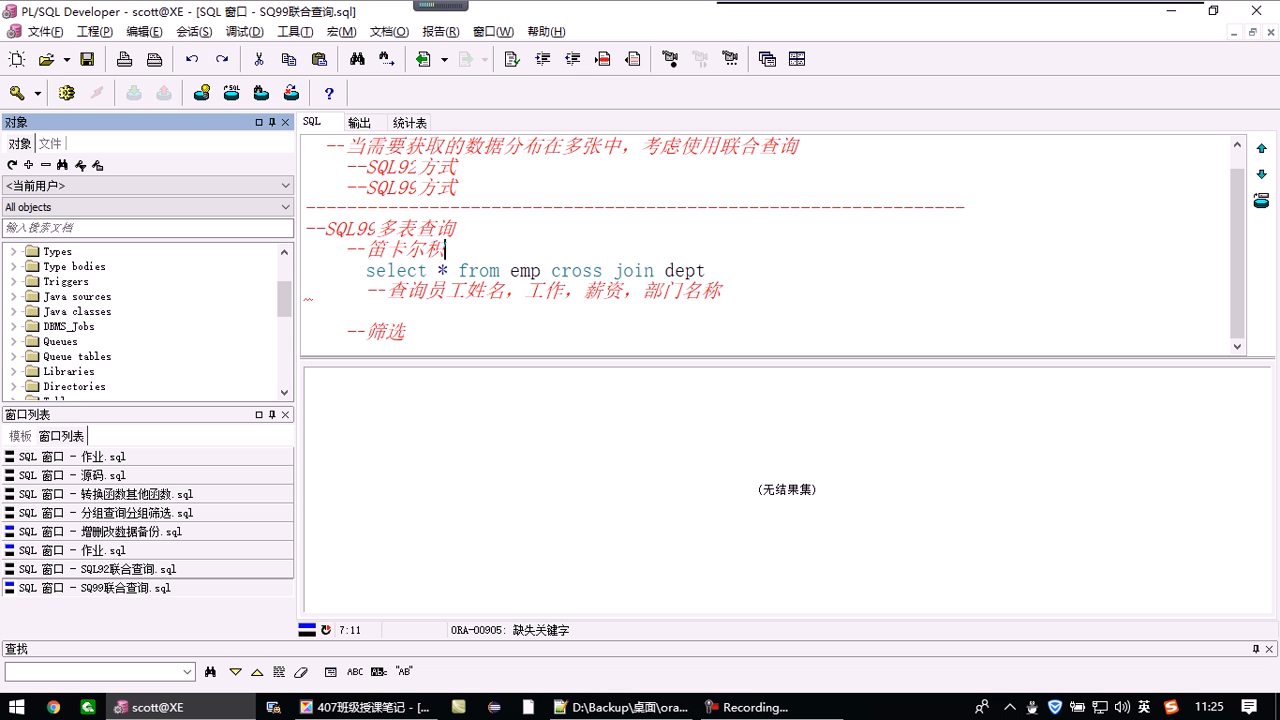 PL/SQL Developer - scott@XE - [SQL 窗口 - SQ99联合查询.sql]
文件(F) 工程(P) 编辑(E) 会话(S) 调试(D) 工具(T) 宏(M) 文档(O) 报告(R) 窗口(W) 帮助(H)
对象
对象 文件
<当前用户>
All objects
输入搜索文档
Types
Type bodies
Triggers
Java sources
Java classes
DBMS_Jobs
Queues
Queue tables
Libraries
Directories
窗口列表
模板 窗口列表
SQL 窗口 - 作业.sql
SQL 窗口 - 源码.sql
SQL 窗口 - 转换函数其他函数.sql
SQL 窗口 - 分组查询分组筛选.sql
SQL 窗口 - 增删改数据备份.sql
SQL 窗口 - 作业.sql
SQL 窗口 - SQL92联合查询.sql
SQL 窗口 - SQ99联合查询.sql
SQL 输出 统计表
--当需要获取的数据分布在多张中，考虑使用联合查询
--SQL92方式
--SQL99方式
----------------------------------------------------------------
--SQL99多表查询
--笛卡尔积
select * from emp cross join dept
--查询员工姓名，工作，薪资，部门名称
--筛选
(无结果集)
7:11 ORA-00905: 缺失关键字
查找
ABC ABc "AB"
scott@XE 407班级授课笔记 - [... D:\Backup\桌面\ora... Recording... 英 11:25